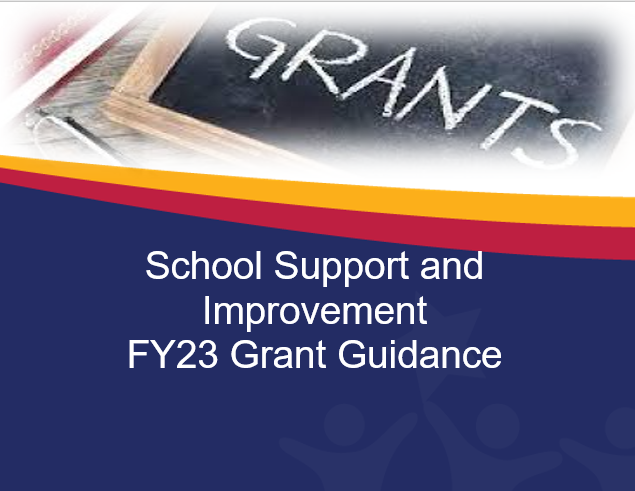 GRANTS
School Support and
Improvement
FY23 Grant Guidance